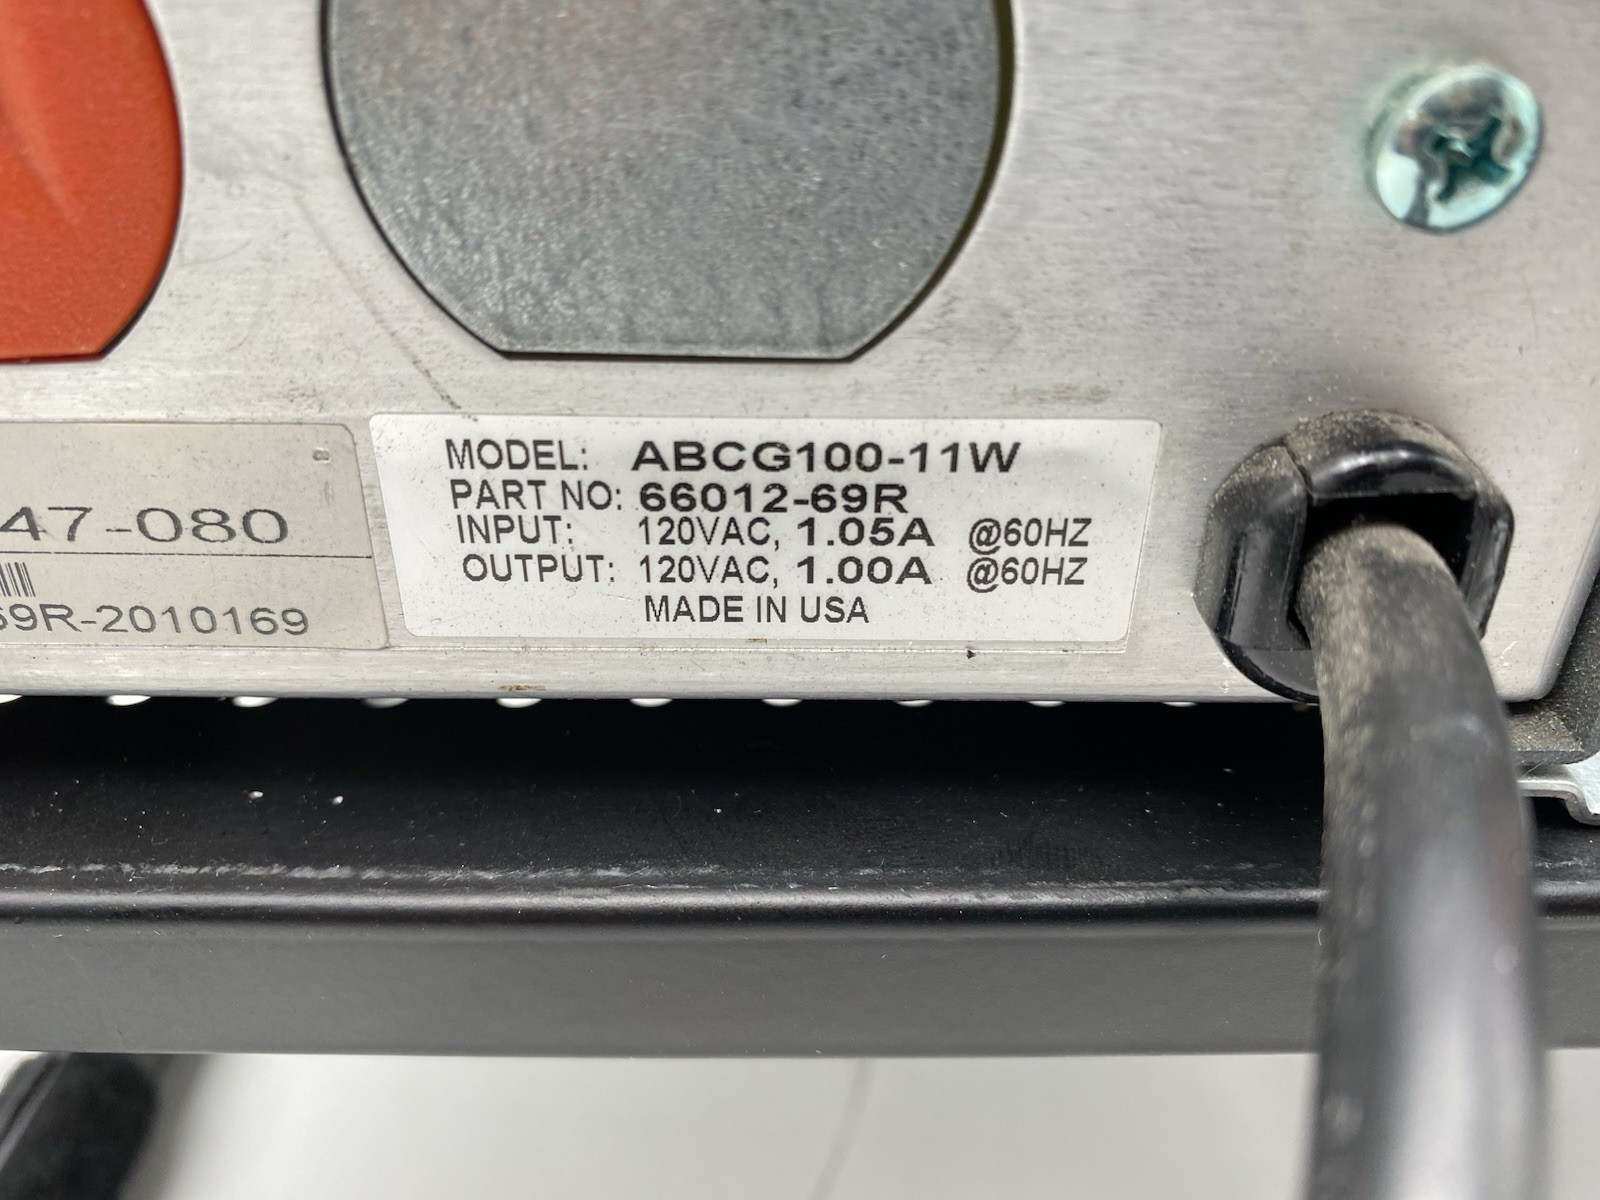 47-080
69R-2010169
MODEL: ABCG100-11W
PART NO: 66012-69R
INPUT: 120VAC, 1.05A @60HZ
OUTPUT: 120VAC, 1.00A @60HZ
MADE IN USA